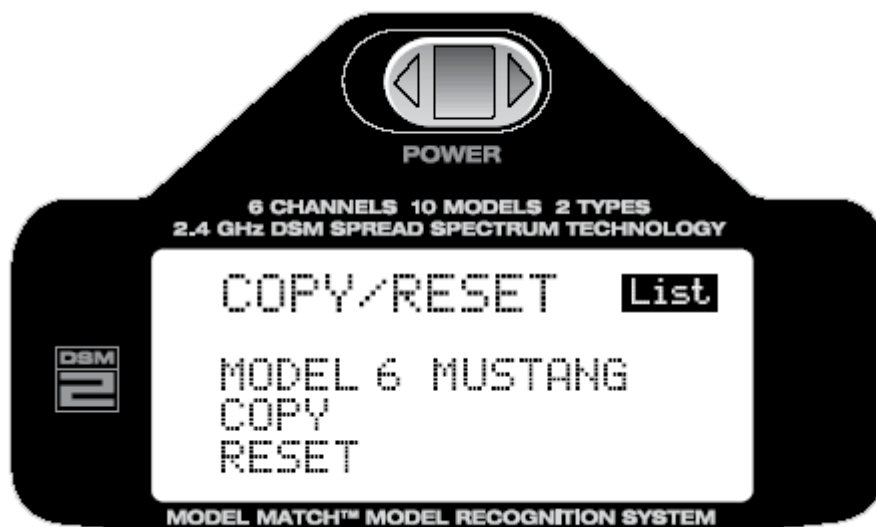 POWER
6 CHANNELS 10 MODELS 2 TYPES
2.4 GHz DSM SPREAD SPECTRUM TECHNOLOGY
COPY/RESET List
DSM
2
MODEL 6 MUSTANG
COPY
RESET
MODEL MATCH™ MODEL RECOGNITION SYSTEM